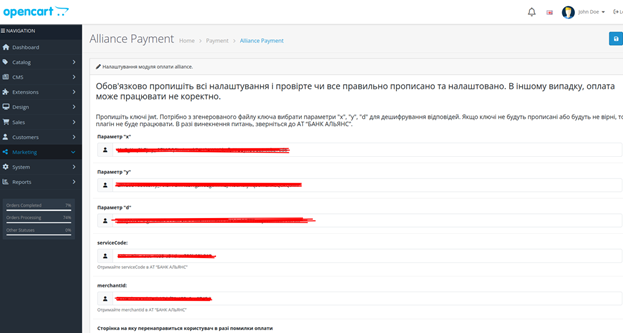 opencart
John Doe
NAVIGATION
Alliance Payment
Home > Payment > Alliance Payment
Dashboard
Catalog
CMS
Extensions
Design
Sales
Customers
Marketing
System
Reports
Orders Completed
Orders Processing
Other Statuses
Налаштування модуля оплати alliance.
Обов'язково пропишіть всі налаштування і провірте чи все правильно прописано та налаштовано. В іншому випадку, оплата
може працювати не коректно.
Пропишіть ключі jwt. Потрібно з згенерованого файлу ключа вибрати параметри "x", "y", "d" для дешифрування відповідей. Якщо ключі не будуть прописані або будуть не вірні, то
плагін не буде працювати. В разі виникнення питань, зверніться до АТ "БАНК АЛЬЯНС".
Параметр "x"
Параметр "y"
Параметр "d"
serviceCode:
Отримайте serviceCode в АТ "БАНК АЛЬЯНС"
merchantId:
Отримайте merchantId в АТ "БАНК АЛЬЯНС"
Сторінка на яку перенаправиться користувач в разі помилки оплати